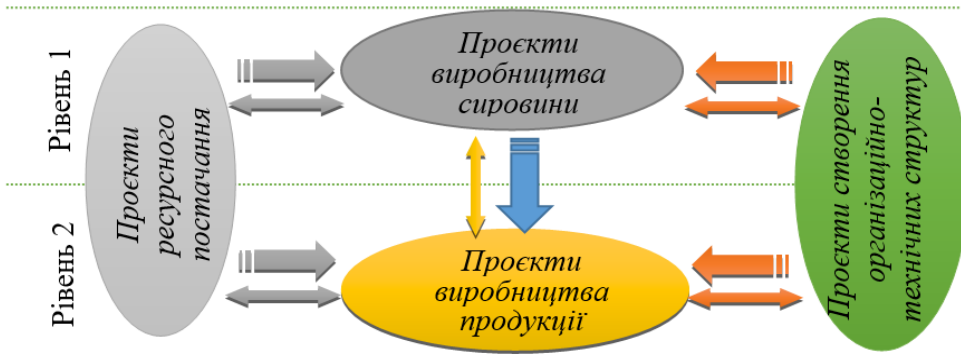 Рівень 1
Рівень 2
Проєкти
ресурсного
постачання
Проєкти
виробництва
сировини
Проєкти
виробництва
продукції
Проєкти створення
організаційно-
технічних структур